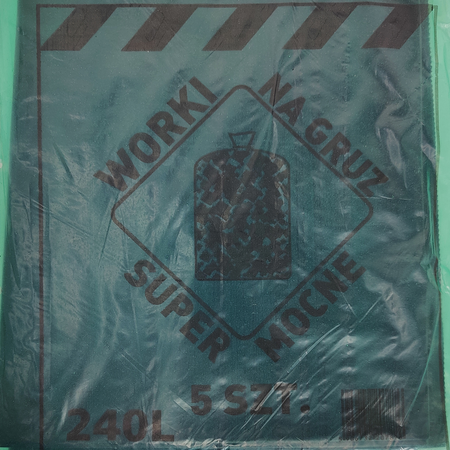 WORKI
NA GRUZ
SUPER
MOCNE
5 SZT.
240L